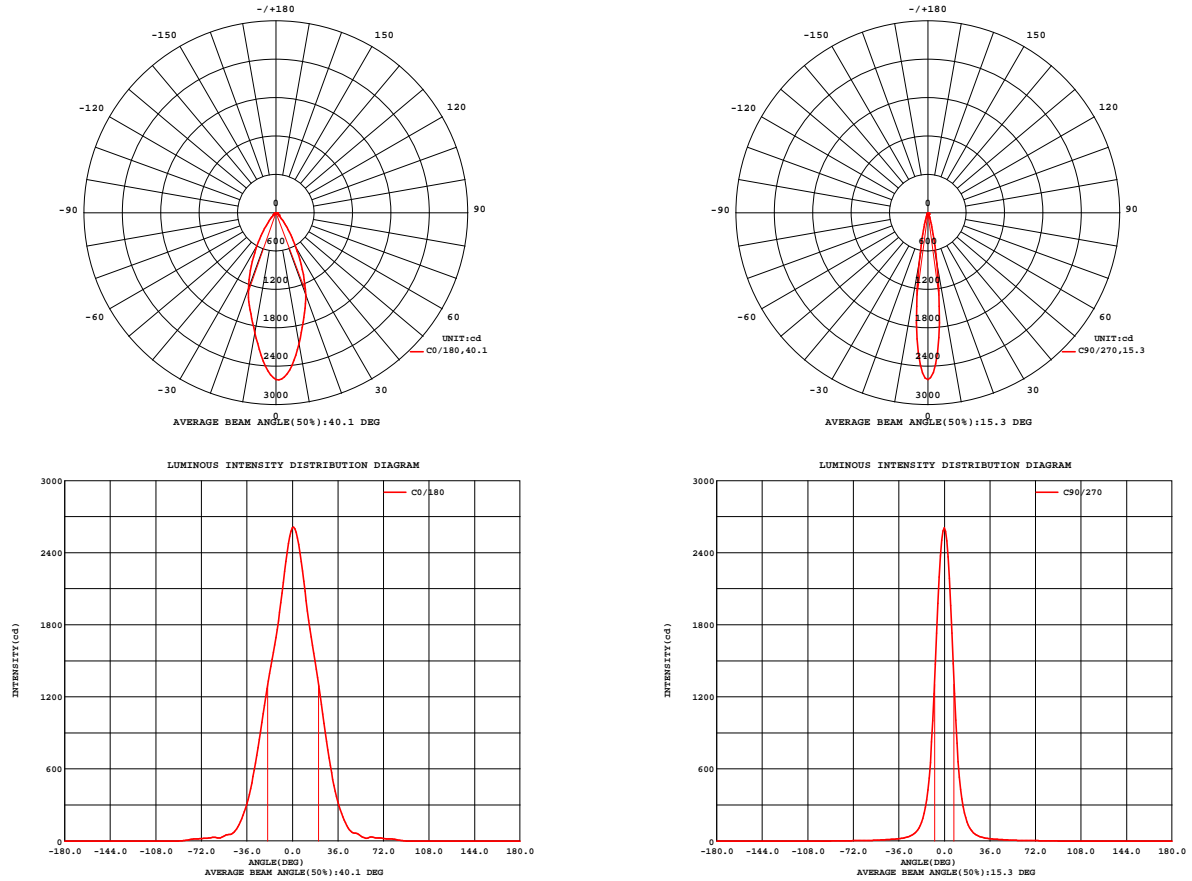 -/+180
-150 150
-120 120
-90 90
-60 60
-30 30
0
600
1200
1800
2400
3000
0
UNIT:cd
C0/180,40.1
AVERAGE BEAM ANGLE(50%):40.1 DEG
-/+180
-150 150
-120 120
-90 90
-60 60
-30 30
0
600
1200
1800
2400
3000
0
UNIT:cd
C90/270,15.3
AVERAGE BEAM ANGLE(50%):15.3 DEG
LUMINOUS INTENSITY DISTRIBUTION DIAGRAM
C0/180
3000
2400
1800
1200
600
0
INTENSITY(cd)
-180.0 -144.0 -108.0 -72.0 -36.0 0.0 36.0 72.0 108.0 144.0 180.0
ANGLE(DEG)
AVERAGE BEAM ANGLE(50%):40.1 DEG
LUMINOUS INTENSITY DISTRIBUTION DIAGRAM
C90/270
3000
2400
1800
1200
600
0
INTENSITY(cd)
-180.0 -144.0 -108.0 -72.0 -36.0 0.0 36.0 72.0 108.0 144.0 180.0
ANGLE(DEG)
AVERAGE BEAM ANGLE(50%):15.3 DEG